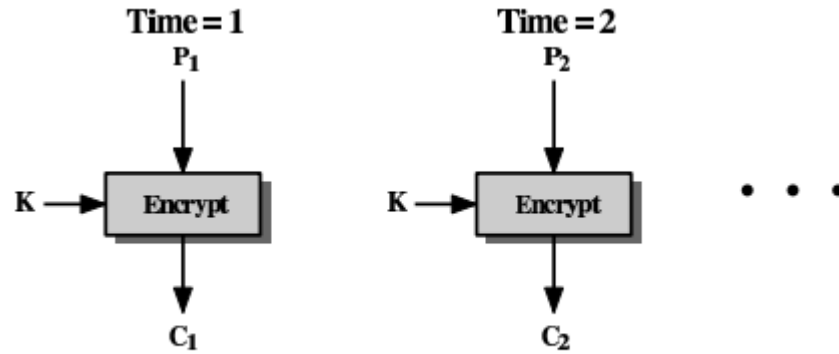 Time = 1 Time = 2
P1 P2
K Encrypt K Encrypt
C1 C2